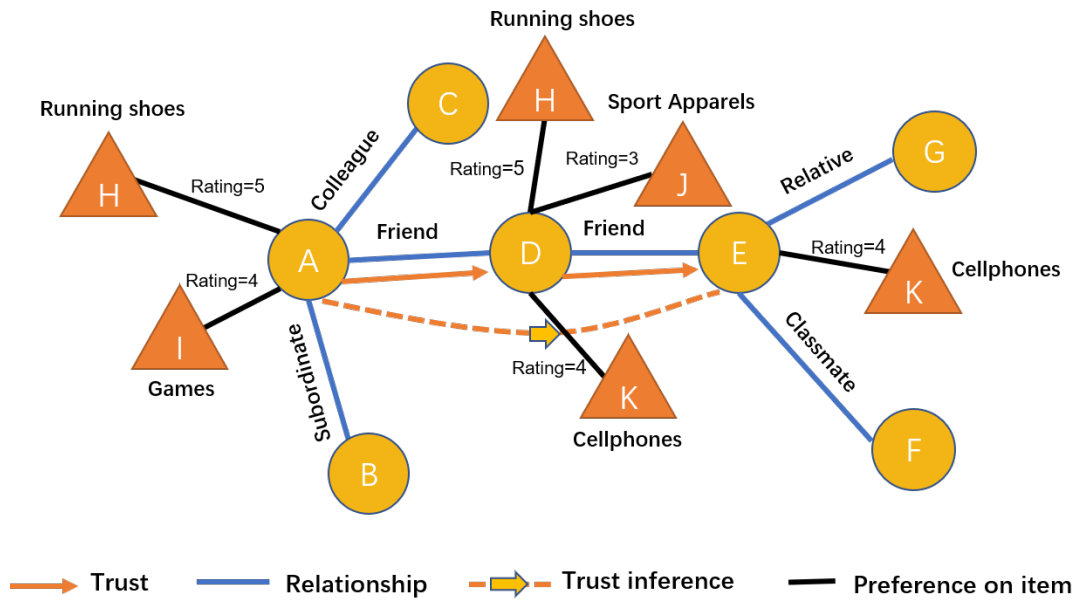 Running shoes
C
H
Sport Apparels
Running shoes
Colleague
Rating=5
Rating=3
G
Relative
H
Rating=5
J
Friend
Friend
A
D
E
Rating=4
Cellphones
Rating=4
K
I
Subordinate
Classmate
Rating=4
Games
K
Cellphones
B
F
Trust
Relationship
Trust inference
Preference on item